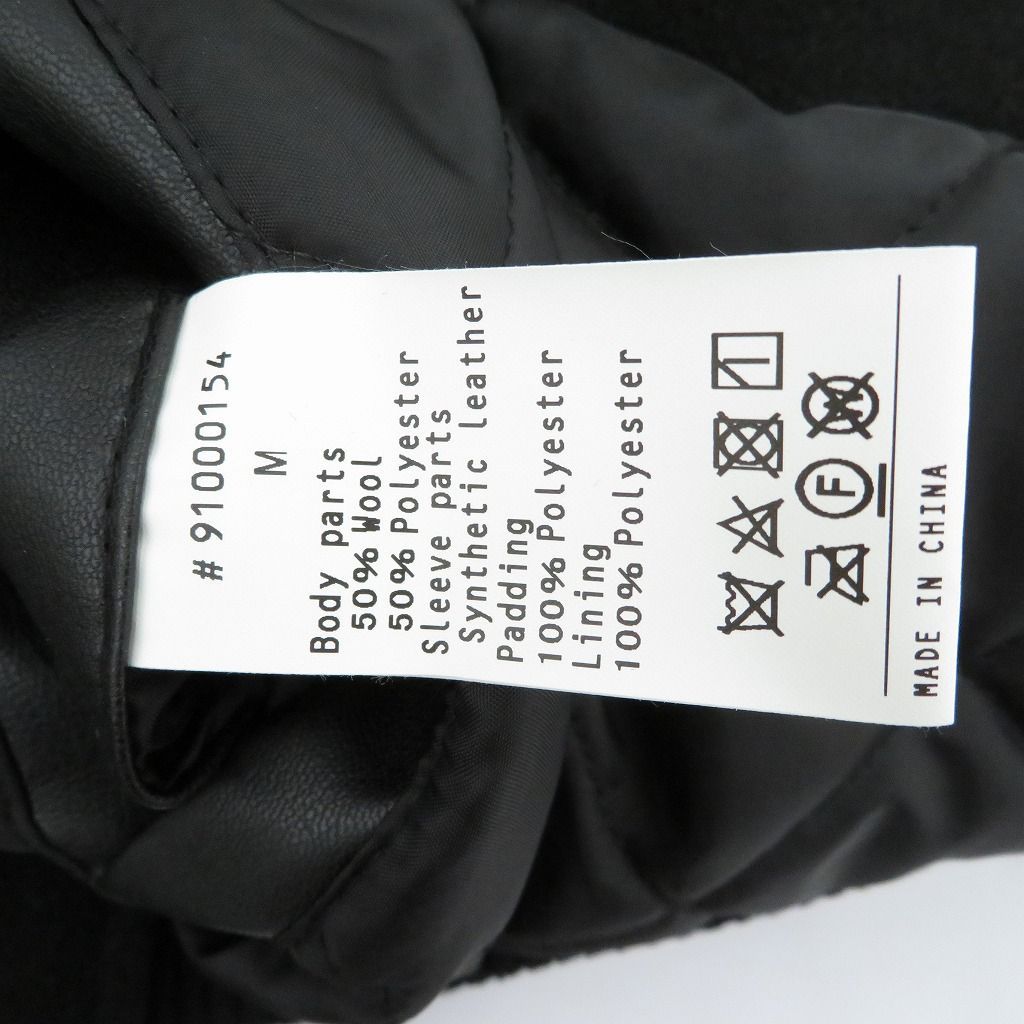 # 91000154
M
Body parts
50% Wool
50% Polyester
Sleeve parts
Synthetic leather
Padding
100% Polyester
Lining
100% Polyester
F W
MADE IN CHINA